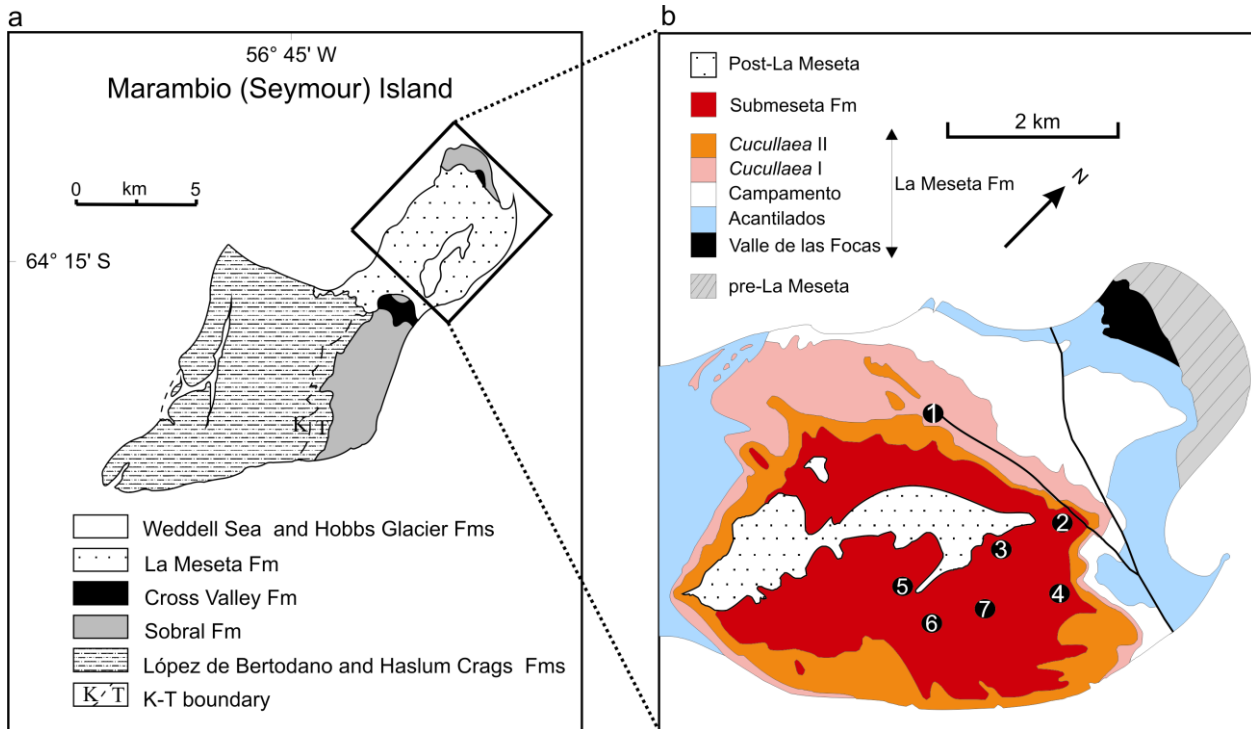 a
56° 45' W
Marambio (Seymour) Island
0 km 5
64° 15' S
K T
Weddell Sea and Hobbs Glacier Fms
La Meseta Fm
Cross Valley Fm
Sobral Fm
López de Bertodano and Haslum Crags Fms
K T K-T boundary
b
Post-La Meseta
Submeseta Fm
2 km
Cucullaea II
Cucullaea I
La Meseta Fm
Campamento
Acantilados
Valle de las Focas
N
pre-La Meseta
1
2
3
5
4
7
6